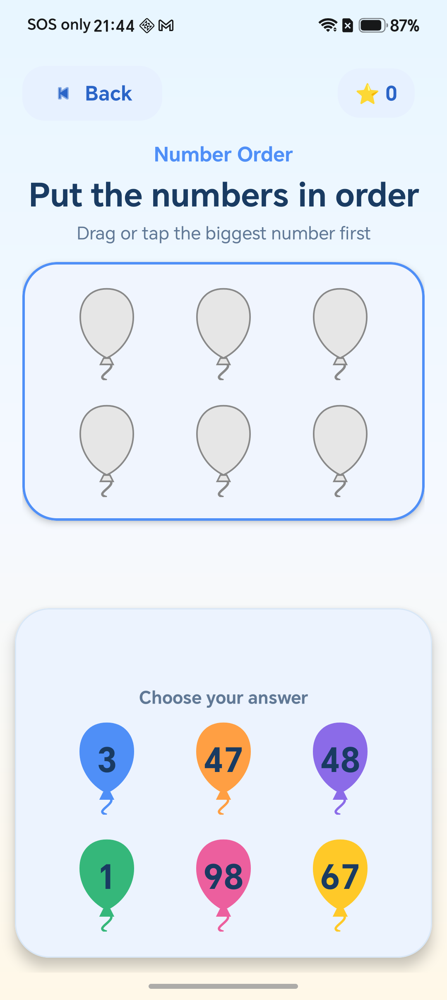 SOS only 21:44 87%
Back
0
Number Order
Put the numbers in order
Drag or tap the biggest number first
Choose your answer
3 47 48
1 98 67